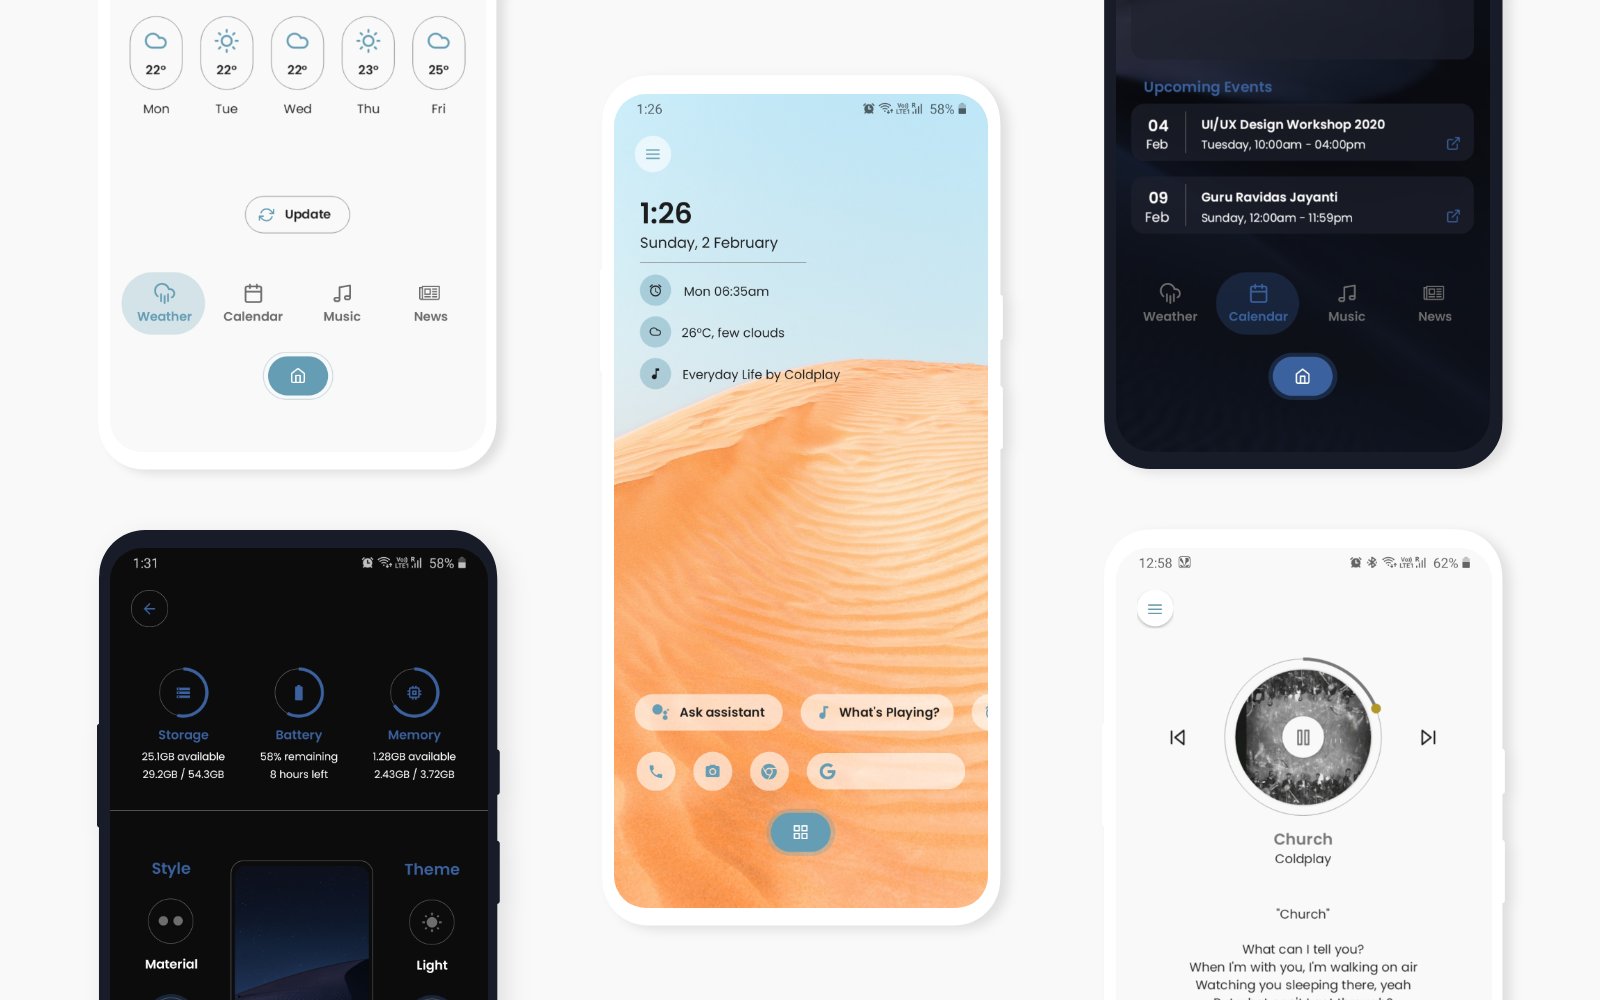 22° 22° 22° 23° 25°
Mon Tue Wed Thu Fri
Update
Weather Calendar Music News
1:31 58%
Storage Battery Memory
25.1GB available 58% remaining 1.28GB available
29.2GB / 54.3GB 8 hours left 2.43GB / 3.72GB
Style Theme
Material Light
1:26 58%
1:26
Sunday, 2 February
Mon 06:35am
26°C, few clouds
Everyday Life by Coldplay
Ask assistant What's Playing?
G
Upcoming Events
04 UI/UX Design Workshop 2020
Feb Tuesday, 10:00am - 04:00pm
09 Guru Ravidas Jayanti
Feb Sunday, 12:00am - 11:59pm
Weather Calendar Music News
12:58 62%
Church
Coldplay
"Church"
What can I tell you?
When I'm with you, I'm walking on air
Watching you sleeping there, yeah